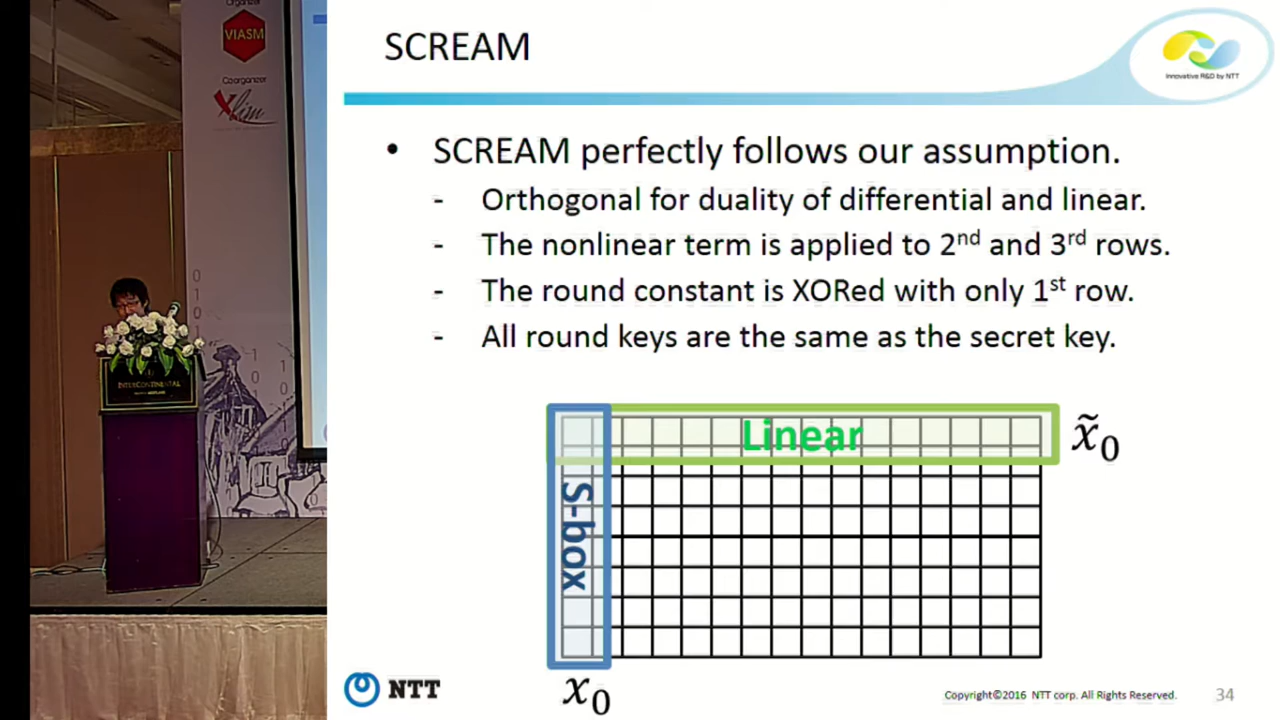 Organizer
VIASM
Co-organizer
Xlim
INTERCONTINENTAL
SCREAM
Innovative R&D by NTT
• SCREAM perfectly follows our assumption.
- Orthogonal for duality of differential and linear.
- The nonlinear term is applied to 2nd and 3rd rows.
- The round constant is XORed with only 1st row.
- All round keys are the same as the secret key.
Linear
x̃0
S-box
x0
NTT
Copyright©2016 NTT corp. All Rights Reserved.
34